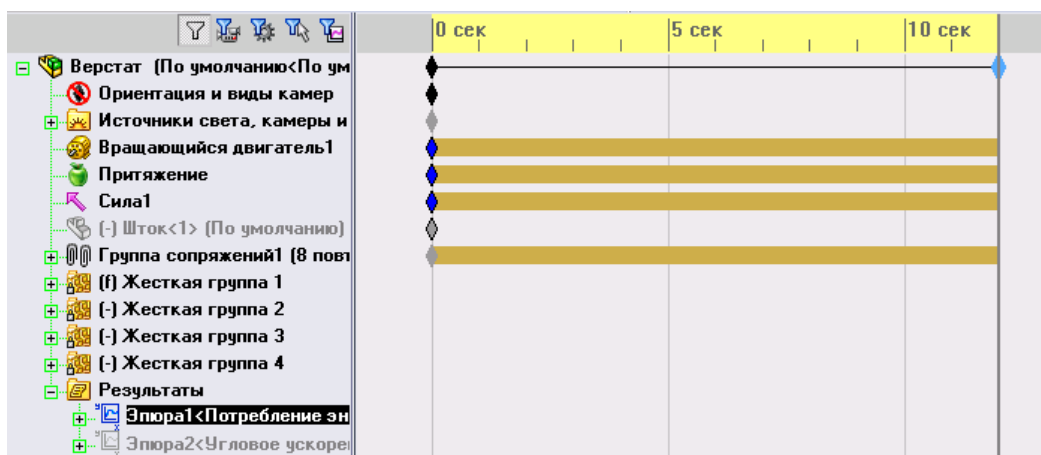 0 сек 5 сек 10 сек
Верстат (По умолчанию<По ум
Ориентация и виды камер
Источники света, камеры и
Вращающийся двигатель1
Притяжение
Сила1
(-) Шток<1> (По умолчанию)
Группа сопряжений1 (8 повт
(f) Жесткая группа 1
(-) Жесткая группа 2
(-) Жесткая группа 3
(-) Жесткая группа 4
Результаты
Эпюра1<Потребление эн
Эпюра2<Угловое ускоре